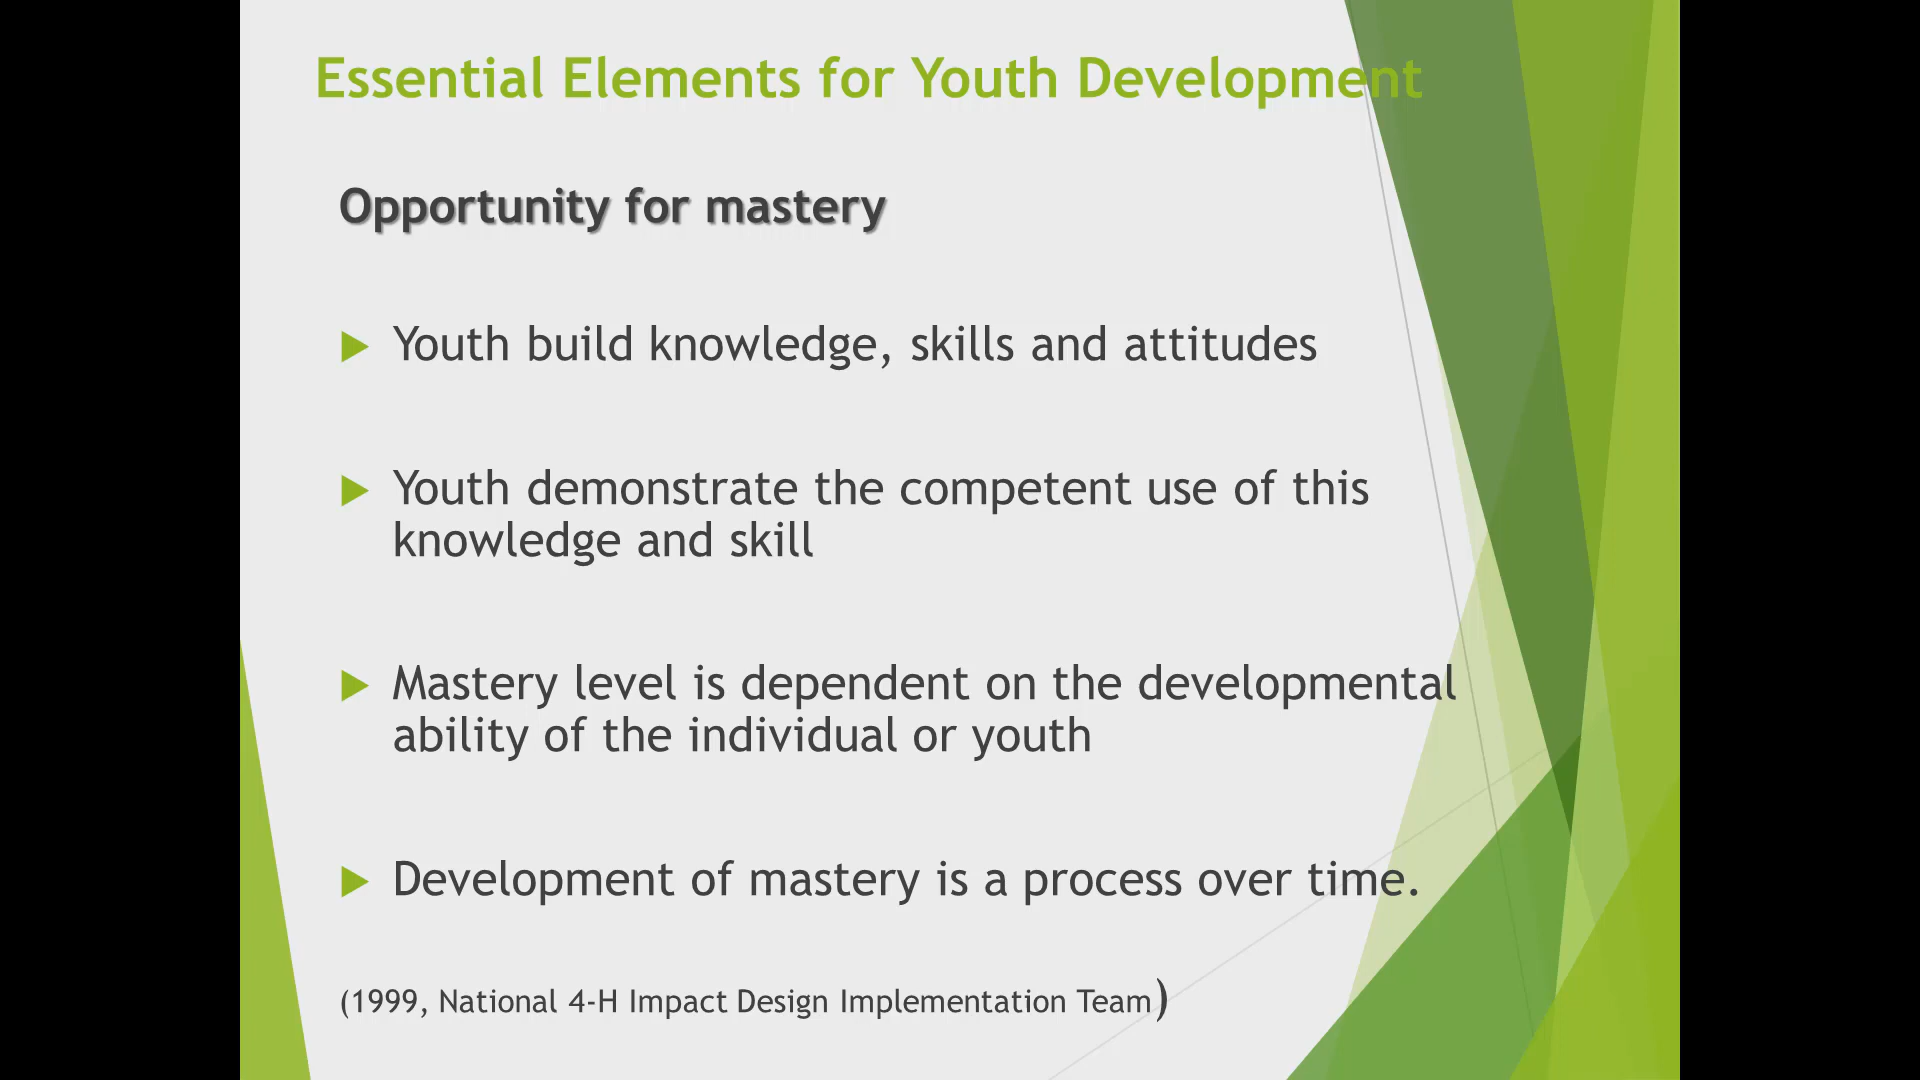 Essential Elements for Youth Development
Opportunity for mastery
Youth build knowledge, skills and attitudes
Youth demonstrate the competent use of this
knowledge and skill
Mastery level is dependent on the developmental
ability of the individual or youth
Development of mastery is a process over time.
(1999, National 4-H Impact Design Implementation Team)